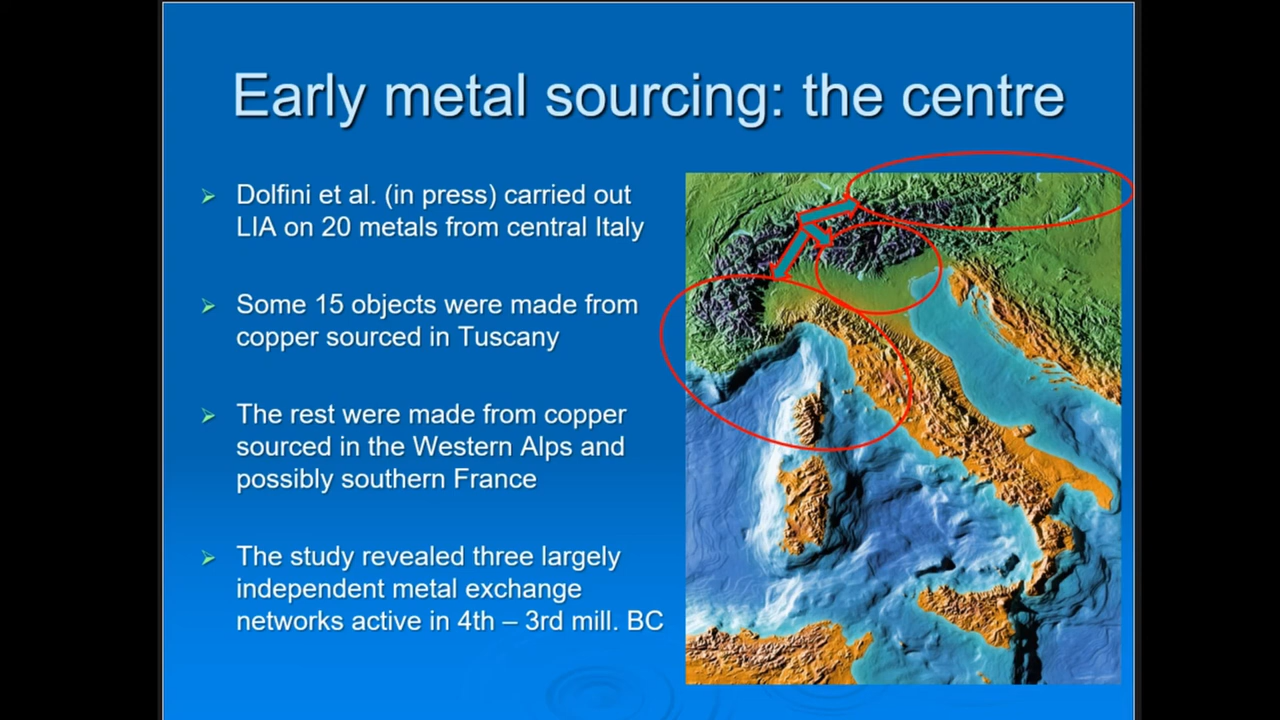 Early metal sourcing: the centre
Dolfini et al. (in press) carried out
LIA on 20 metals from central Italy
Some 15 objects were made from
copper sourced in Tuscany
The rest were made from copper
sourced in the Western Alps and
possibly southern France
The study revealed three largely
independent metal exchange
networks active in 4th – 3rd mill. BC